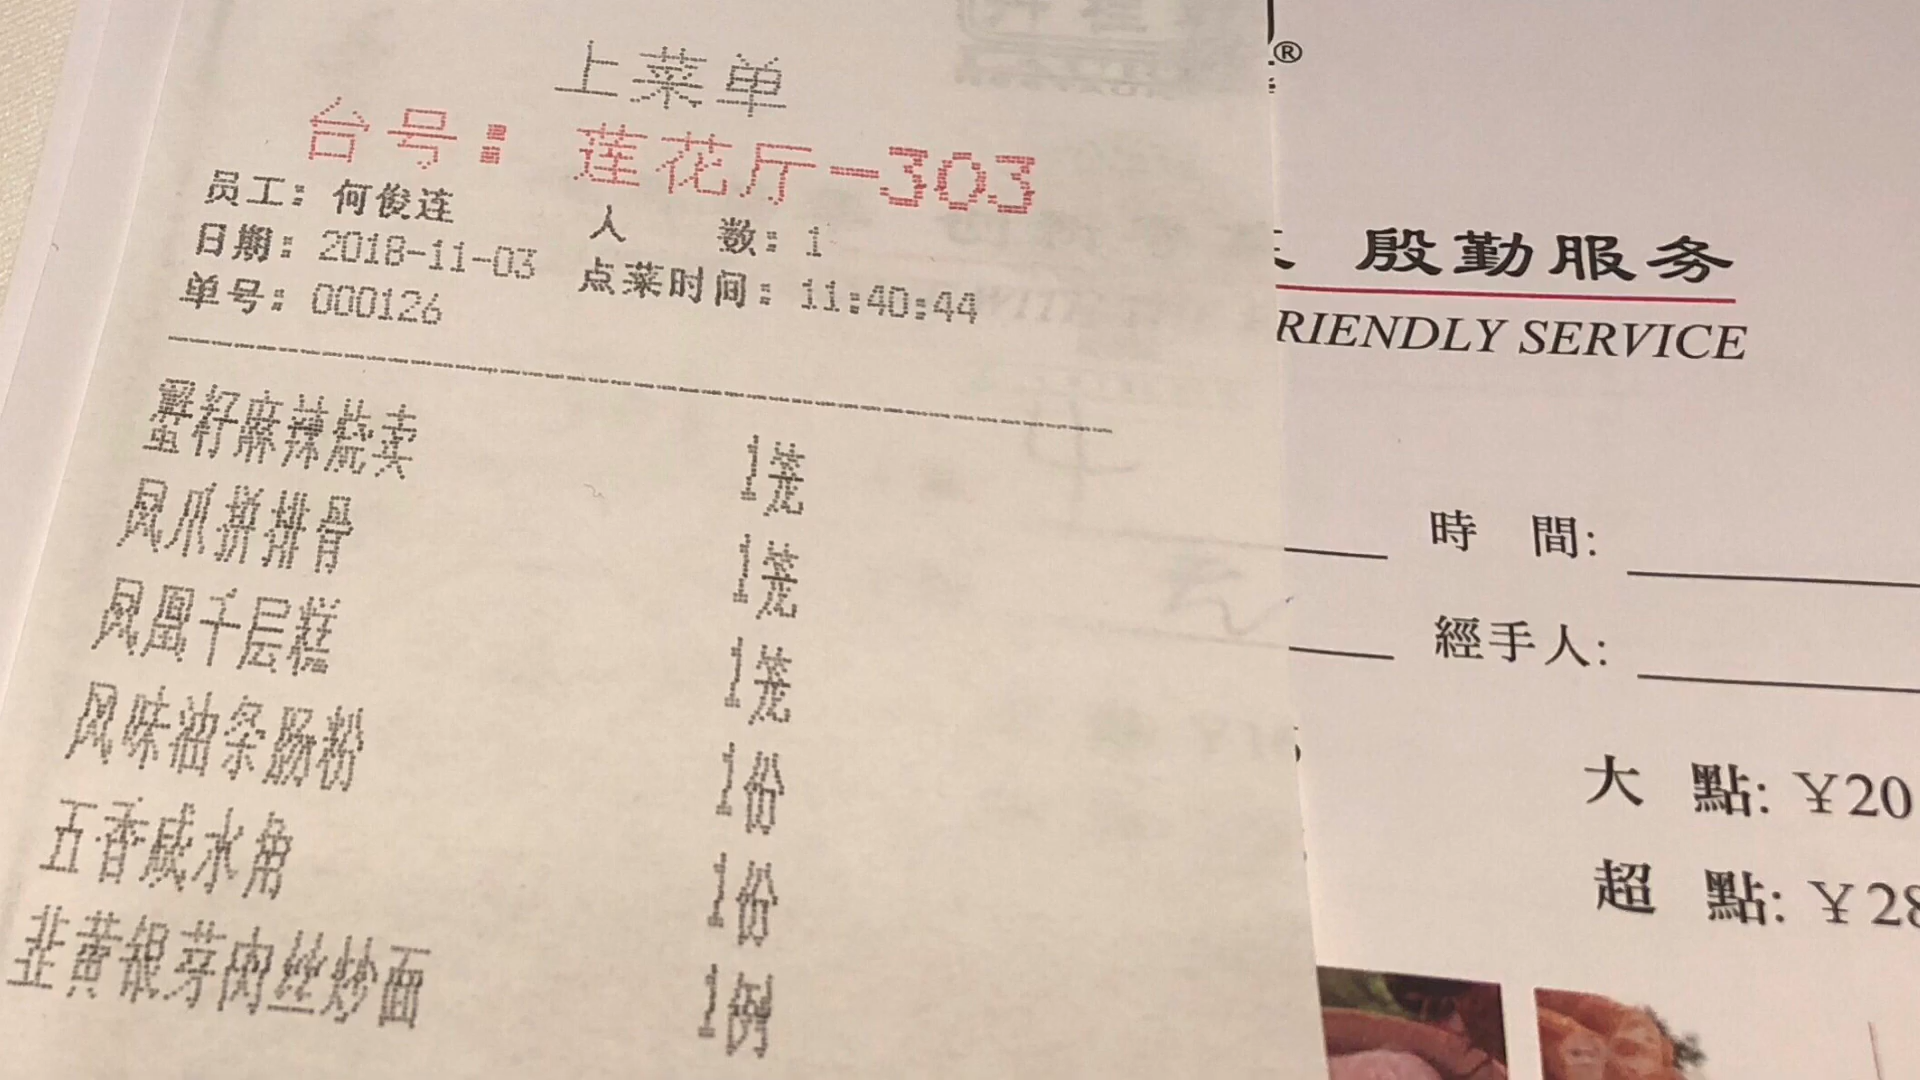 上菜单
台号: 莲花厅-303
员工: 何俊连 人 数: 1
日期: 2018-11-03 点菜时间: 11:40:44
单号: 000126
蟹籽麻辣烧卖 1笼
凤爪拼排骨 1笼
凤凰千层糕 1笼
风味油条肠粉 1份
五香咸水角 1份
韭黄银芽肉丝炒面 1例
®
殷勤服务
RIENDLY SERVICE
時 間:
經手人:
大 點: ¥20
超 點: ¥28